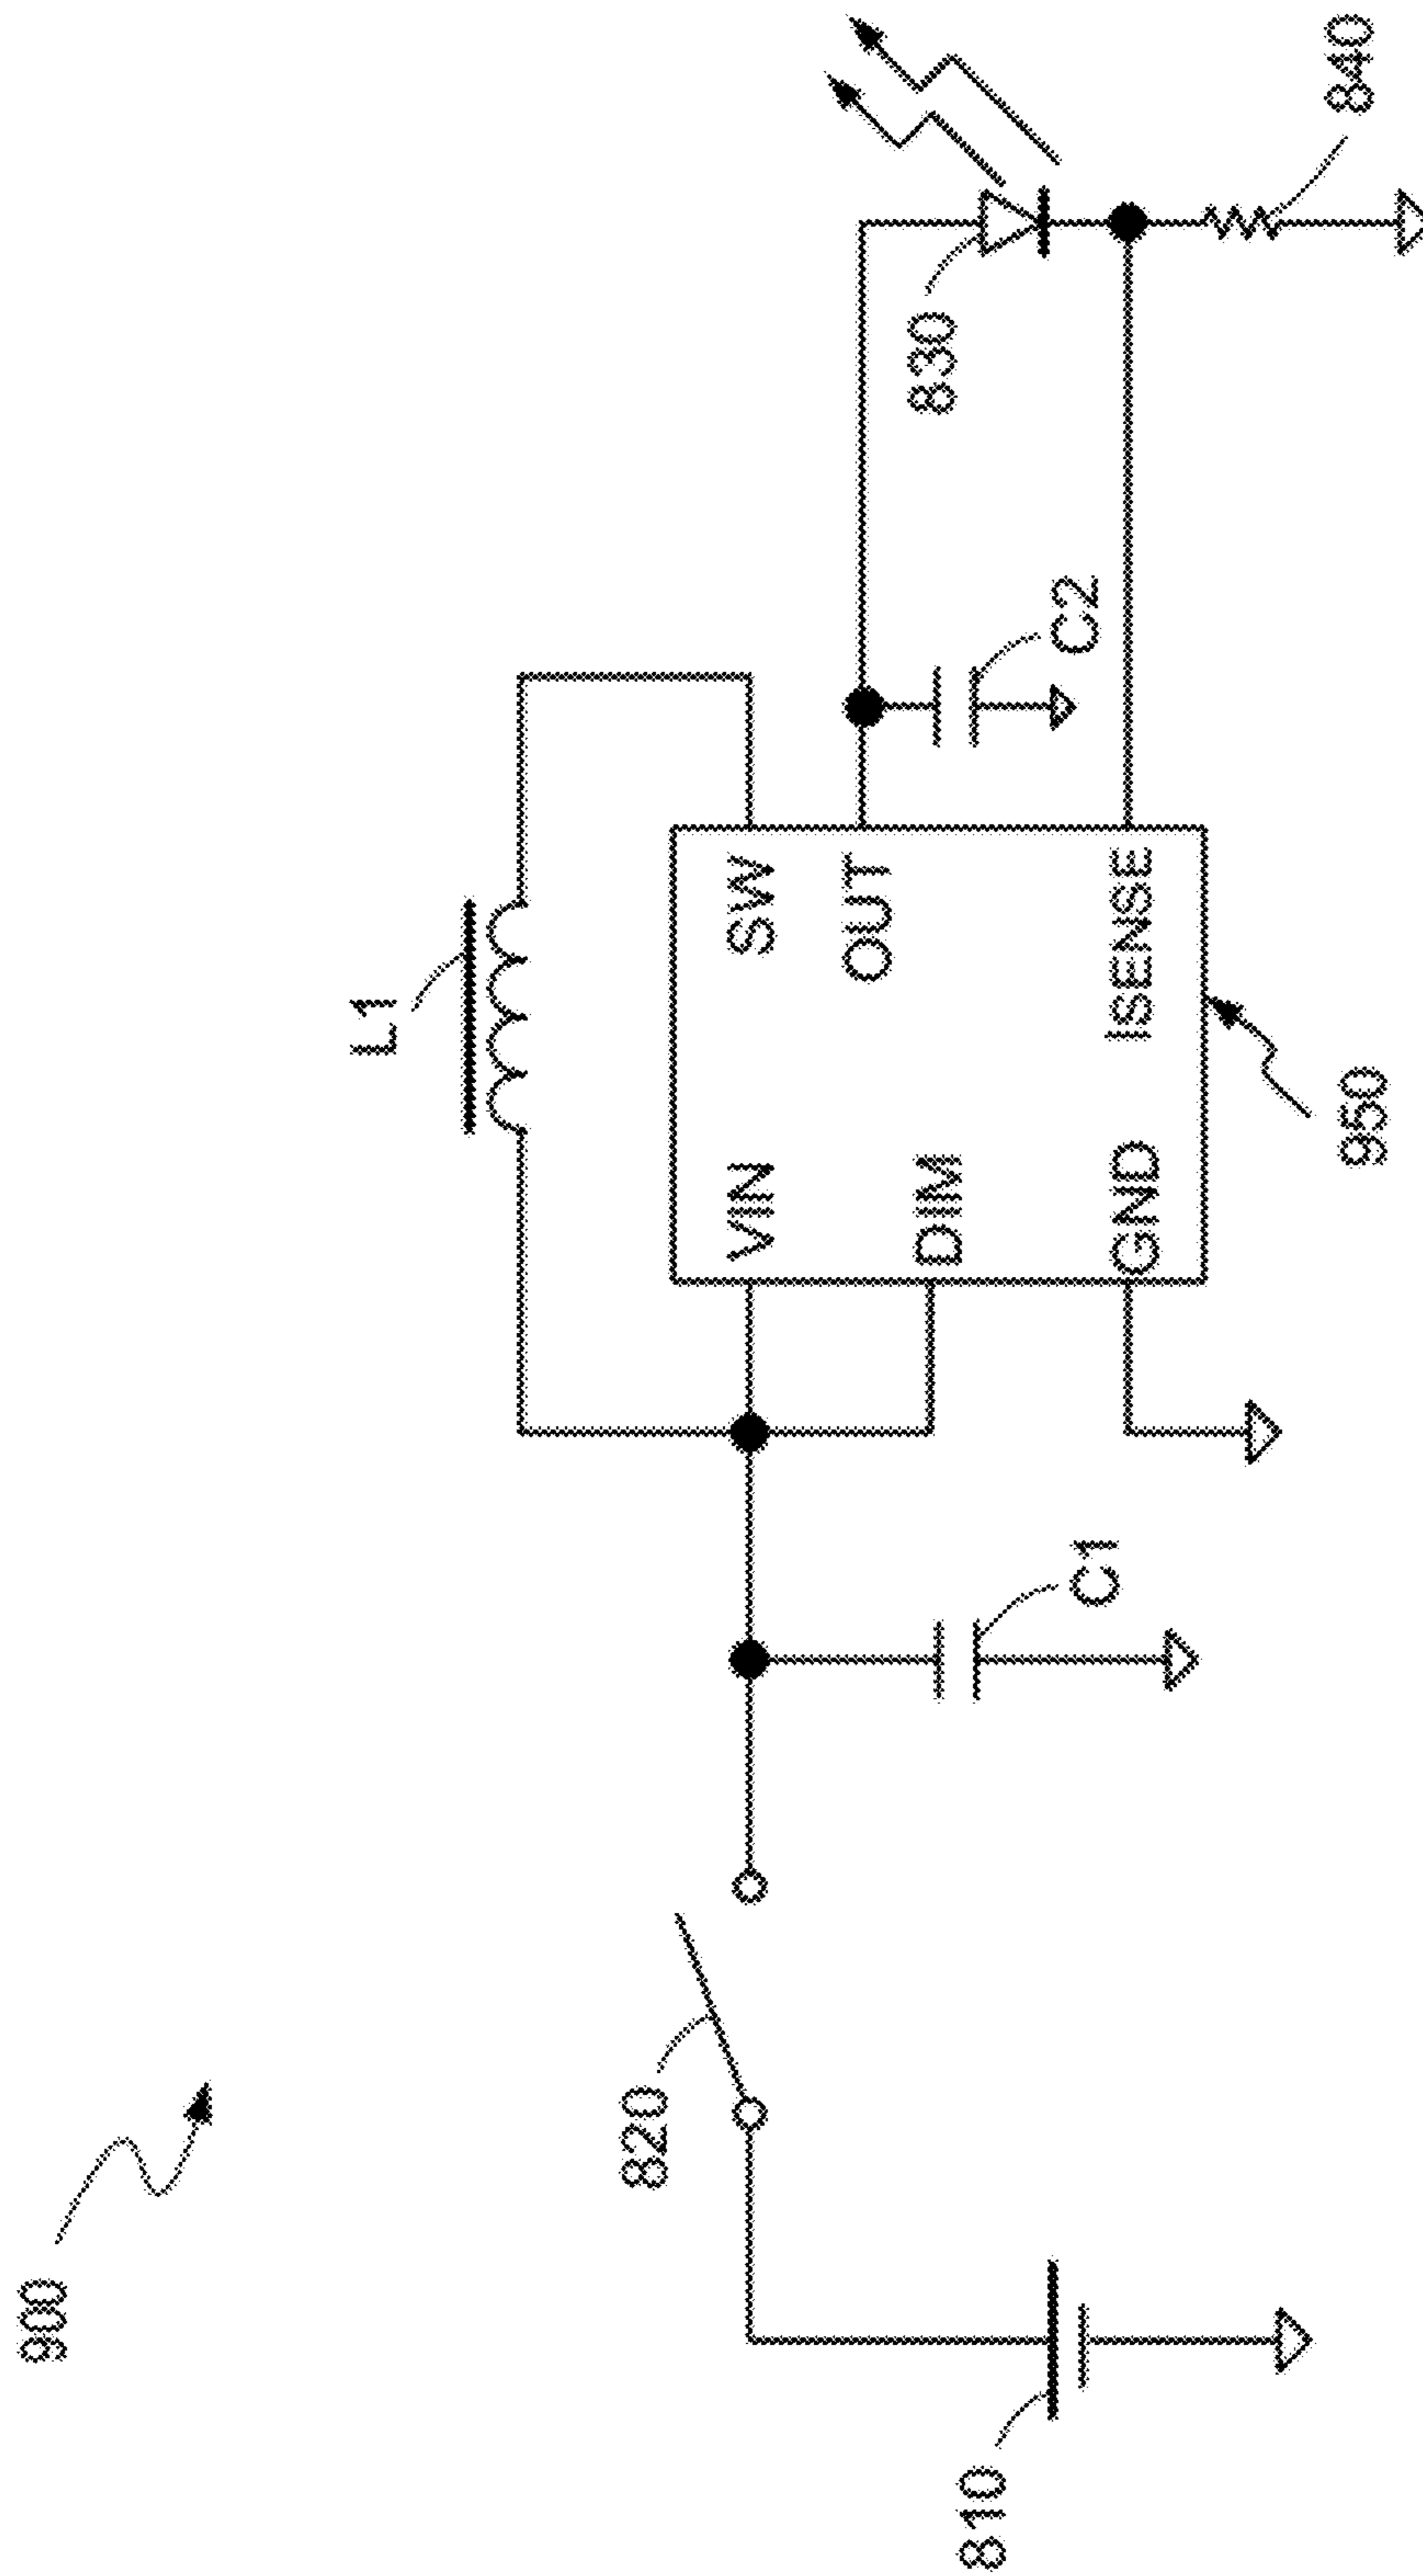 900
L1
820
VIN
SW
OUT
DIM
830
810
C1
C2
GND
ISENSE
950
840